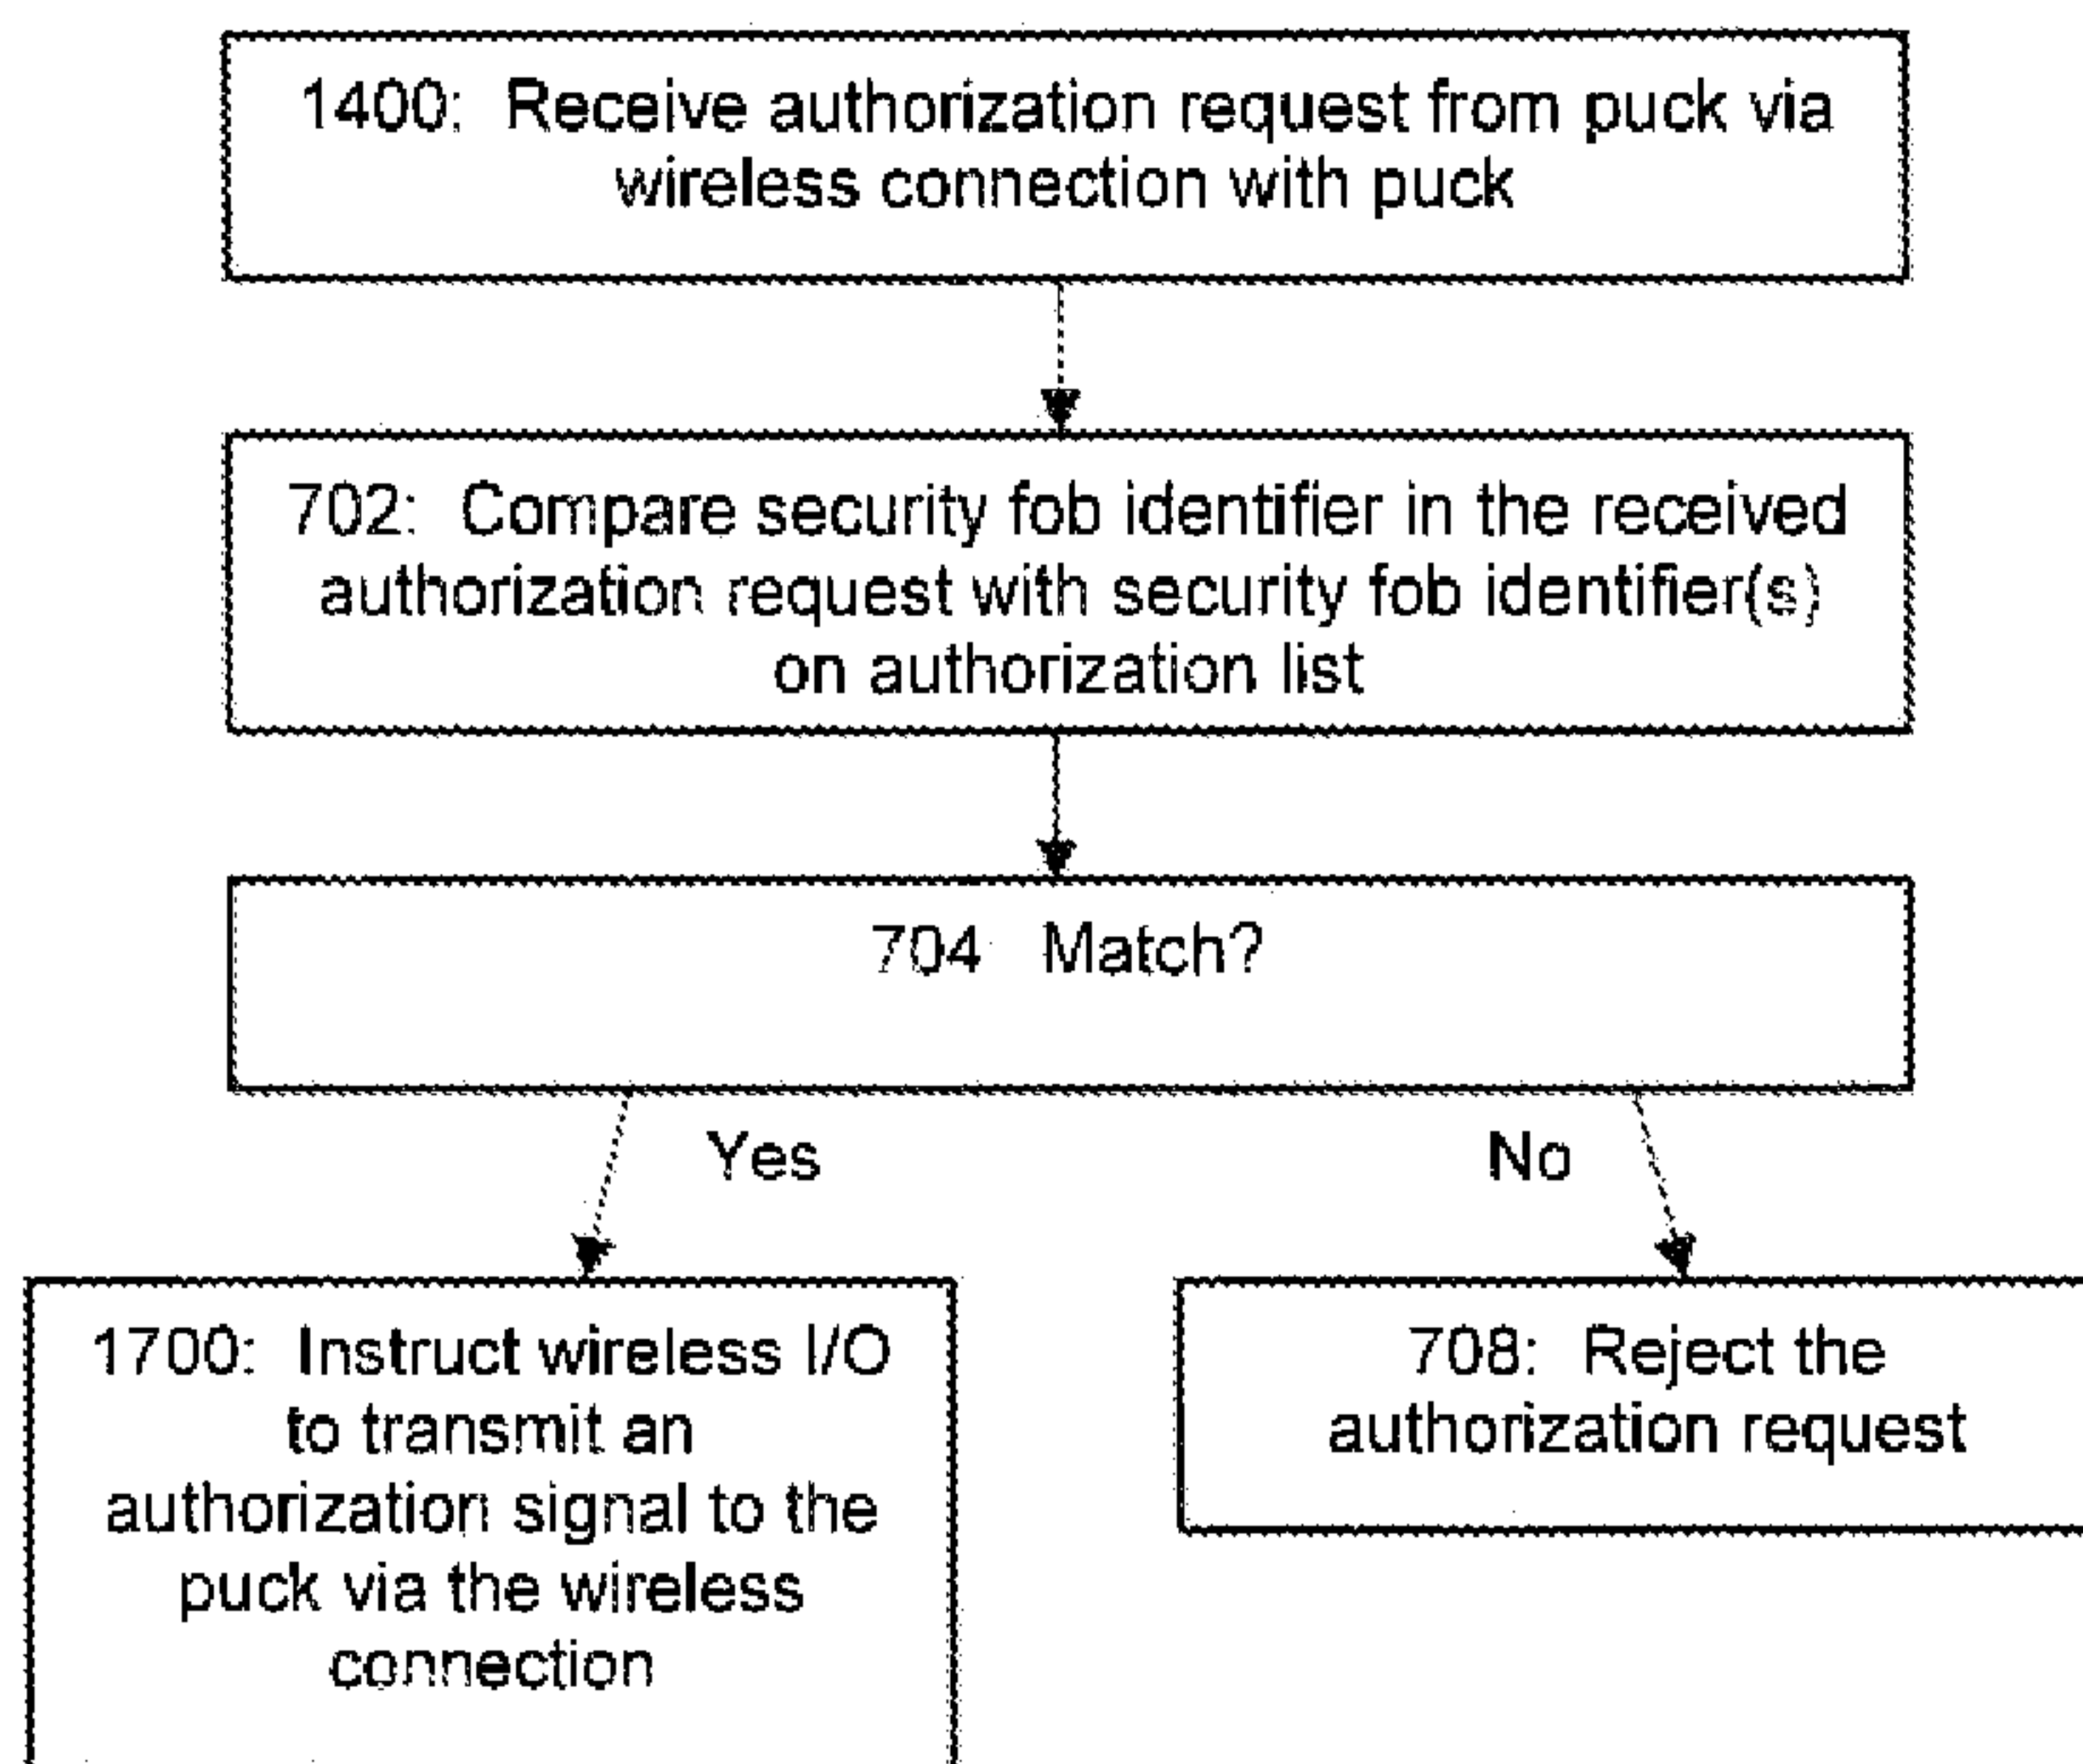 1400: Receive authorization request from puck via
wireless connection with puck
702: Compare security fob identifier in the received
authorization request with security fob identifier(s)
on authorization list
704 Match?
Yes
No
1700: Instruct wireless I/O
to transmit an
authorization signal to the
puck via the wireless
connection
708: Reject the
authorization request